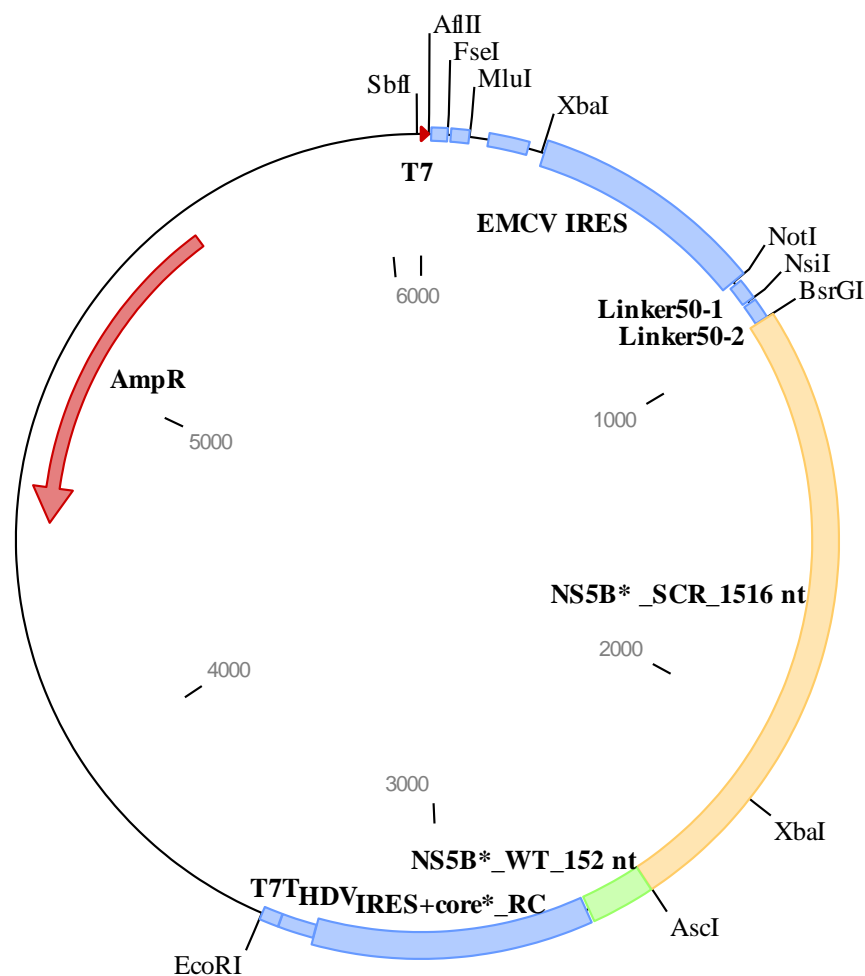 AflII
FseI
SbfI
MluI
XbaI
T7
EMCV IRES
NotI
NsiI
BsrGI
6000
Linker50-1
Linker50-2
AmpR
1000
5000
NS5B* _SCR_1516 nt
2000
4000
3000
XbaI
NS5B*_WT_152 nt
T7T
HDV
IRES+core*_RC
AscI
EcoRI